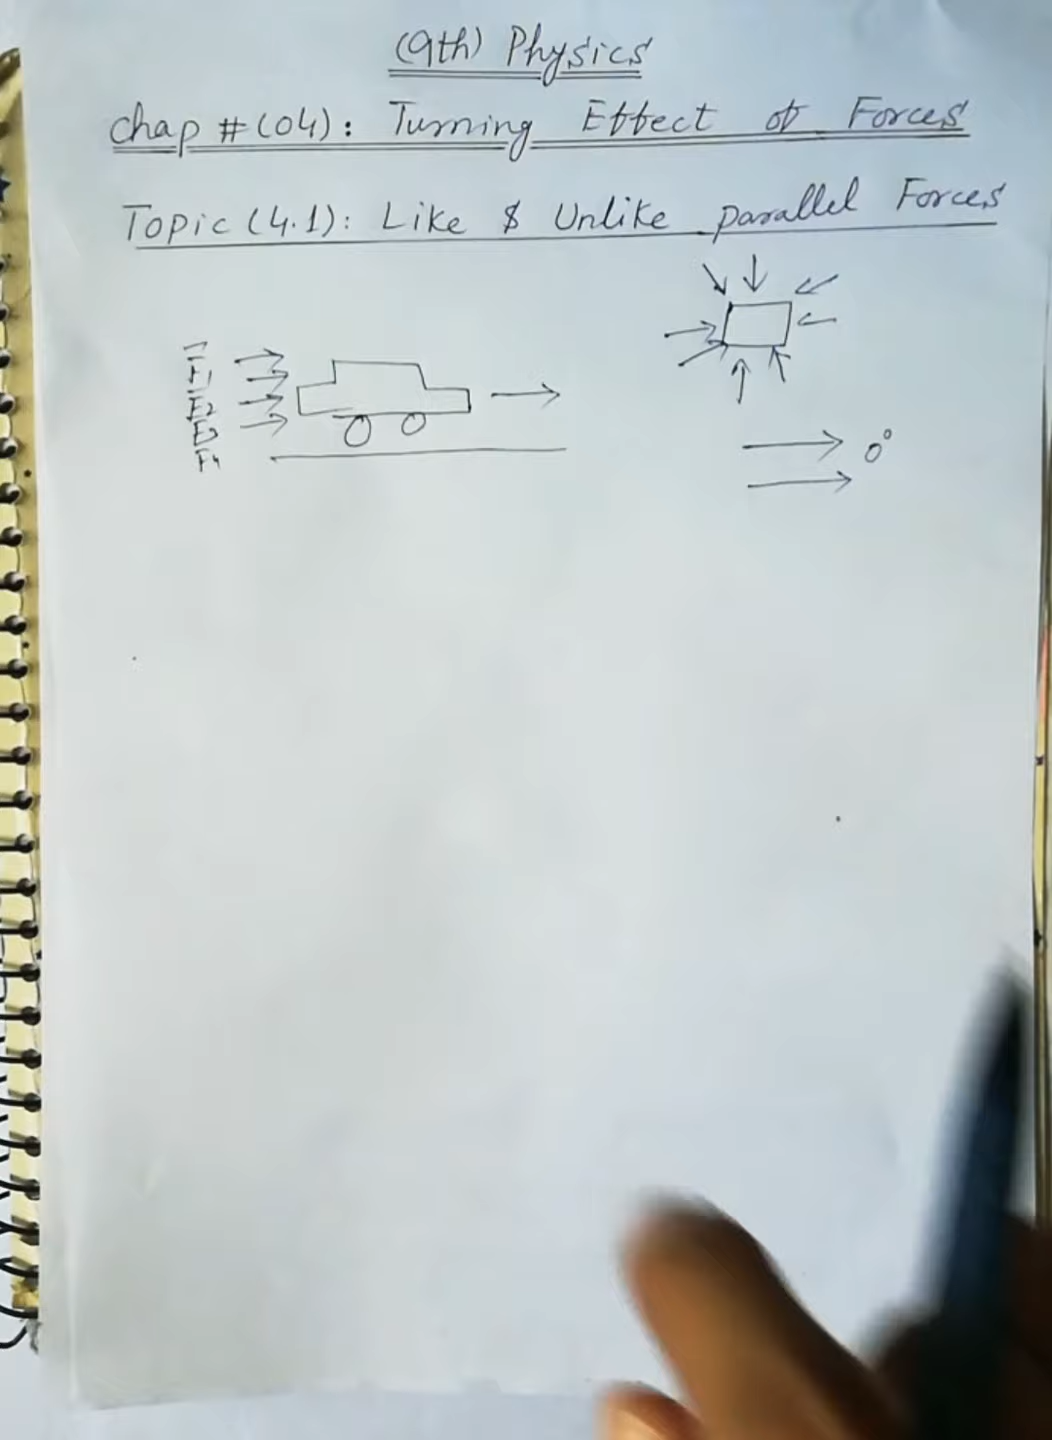 (9th) Physics
Chap # (04): Turning Effect of Forces
Topic (4.1): Like & Unlike parallel Forces
F1
F2
F3
F4
0°